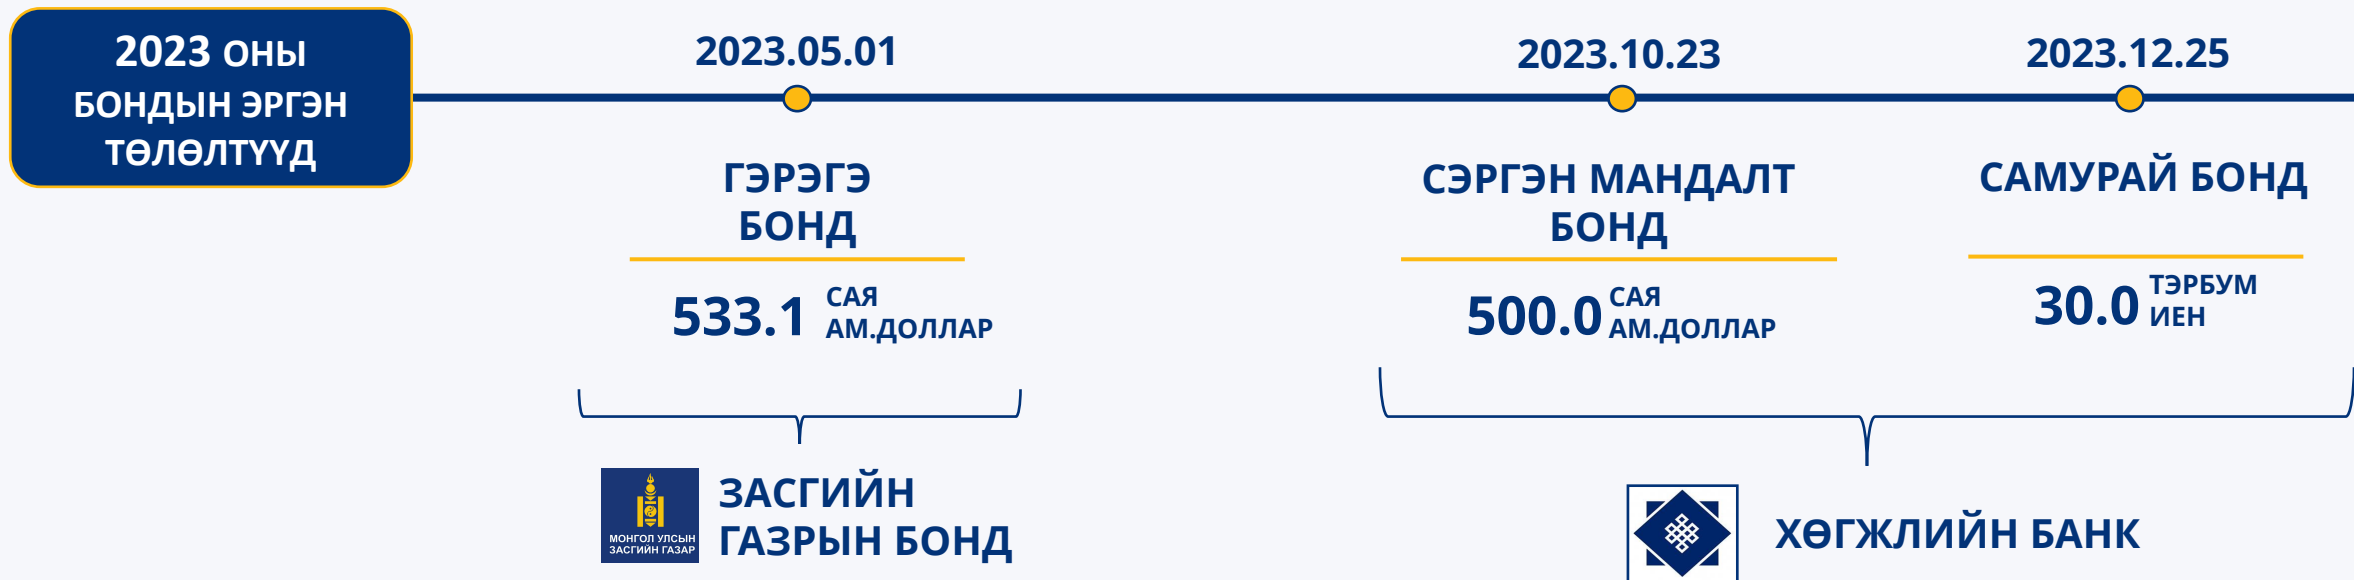 2023 ОНЫ
БОНДЫН ЭРГЭН
ТӨЛӨЛТҮҮД
2023.05.01
2023.10.23
2023.12.25
ГЭРЭГЭ
БОНД
СЭРГЭН МАНДАЛТ
БОНД
САМУРАЙ БОНД
533.1 САЯ
АМ.ДОЛЛАР
500.0 САЯ
АМ.ДОЛЛАР
30.0 ТЭРБУМ
ИЕН
МОНГОЛ УЛСЫН
ЗАСГИЙН ГАЗАР
ЗАСГИЙН
ГАЗРЫН БОНД
ХӨГЖЛИЙН БАНК